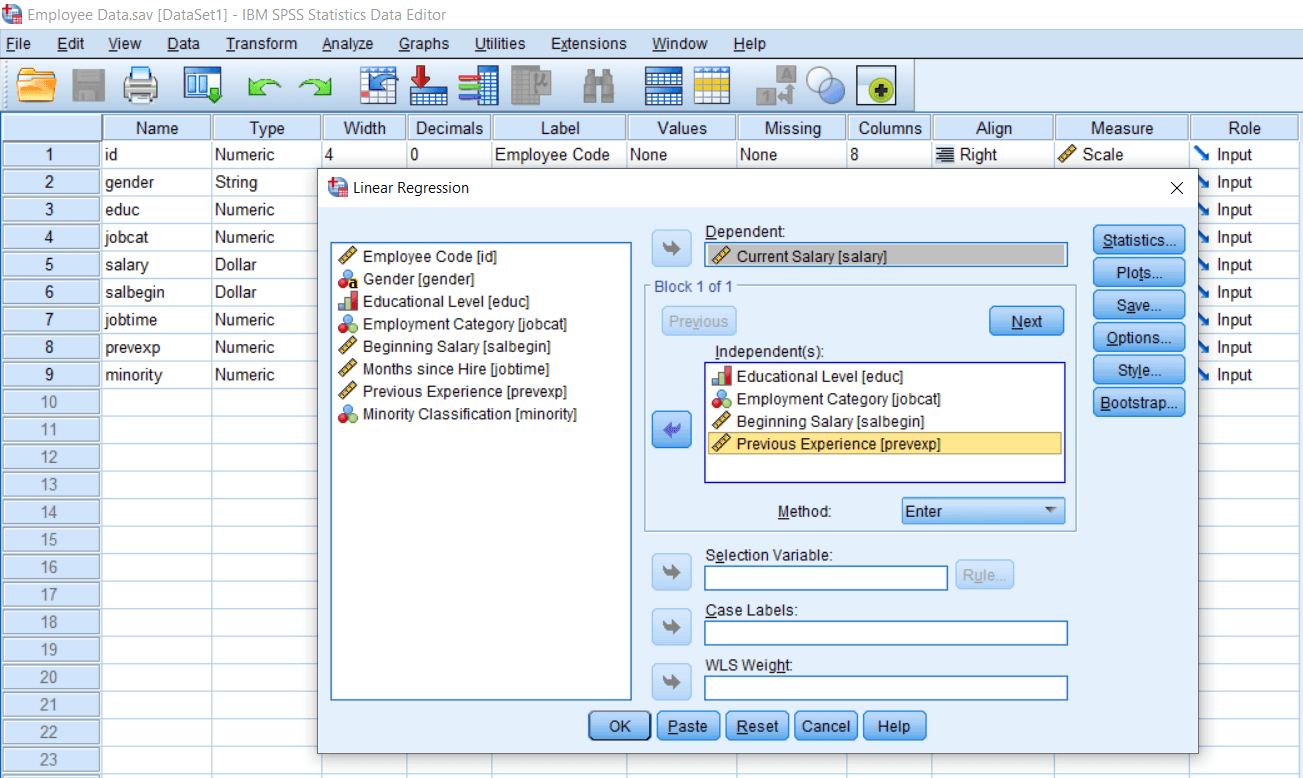 Employee Data.sav [DataSet1] - IBM SPSS Statistics Data Editor
File Edit View Data Transform Analyze Graphs Utilities Extensions Window Help
Name Type Width Decimals Label Values Missing Columns Align Measure Role
1 id Numeric 4 0 Employee Code None None 8 Right Scale Input
2 gender String Input
3 educ Numeric Input
4 jobcat Numeric Input
5 salary Dollar Input
6 salbegin Dollar Input
7 jobtime Numeric Input
8 prevexp Numeric Input
9 minority Numeric Input
10
11
12
13
14
15
16
17
18
19
20
21
22
23
Linear Regression
Employee Code [id]
Gender [gender]
Educational Level [educ]
Employment Category [jobcat]
Beginning Salary [salbegin]
Months since Hire [jobtime]
Previous Experience [prevexp]
Minority Classification [minority]
Dependent:
Current Salary [salary]
Block 1 of 1
Previous Next
Independent(s):
Educational Level [educ]
Employment Category [jobcat]
Beginning Salary [salbegin]
Previous Experience [prevexp]
Method: Enter
Selection Variable:
Rule...
Case Labels:
WLS Weight:
Statistics...
Plots...
Save...
Options...
Style...
Bootstrap...
OK Paste Reset Cancel Help